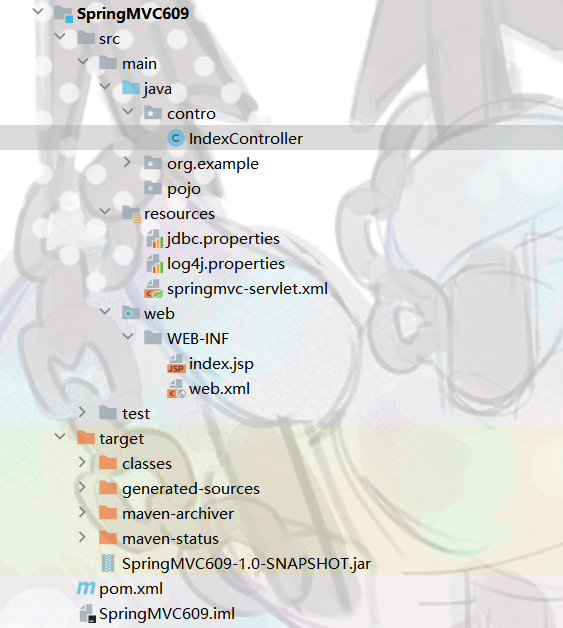 SpringMVC609
src
main
java
contro
IndexController
org.example
pojo
resources
jdbc.properties
log4j.properties
springmvc-servlet.xml
web
WEB-INF
index.jsp
web.xml
test
target
classes
generated-sources
maven-archiver
maven-status
SpringMVC609-1.0-SNAPSHOT.jar
pom.xml
SpringMVC609.iml